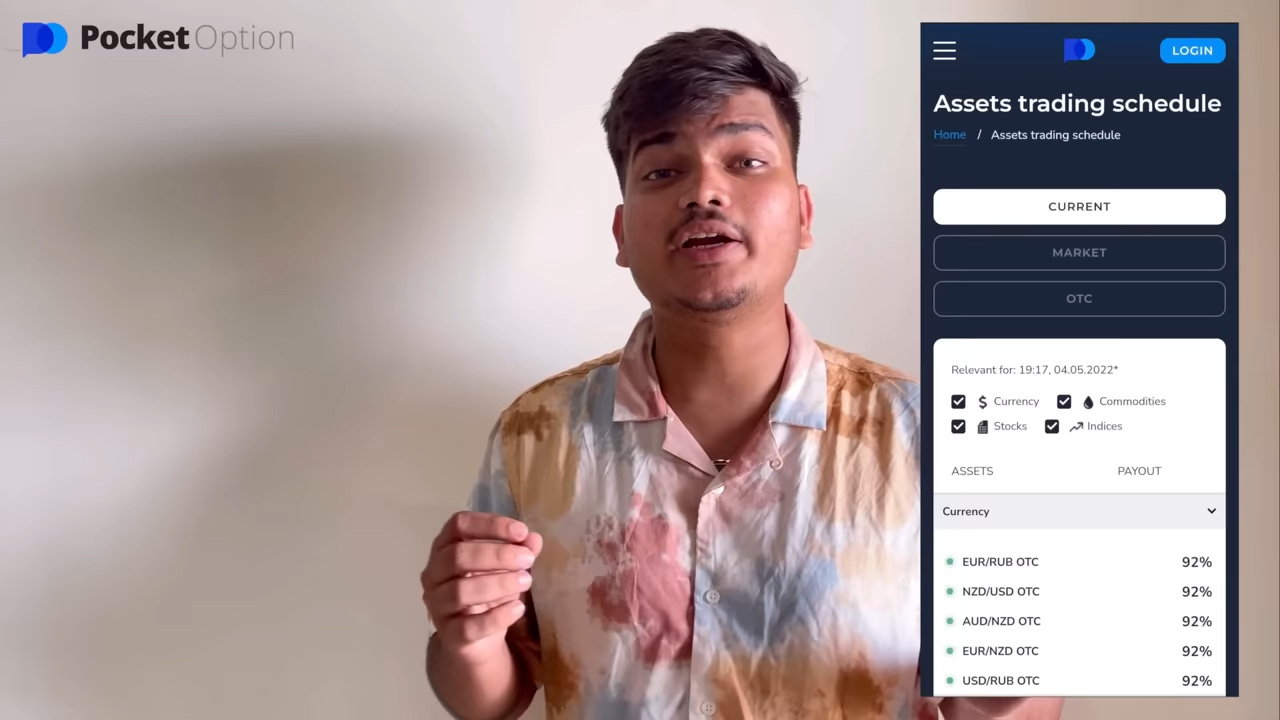 PocketOption
LOGIN
Assets trading schedule
Home / Assets trading schedule
CURRENT
MARKET
OTC
Relevant for: 19:17, 04.05.2022*
Currency Commodities
Stocks Indices
ASSETS PAYOUT
Currency
EUR/RUB OTC 92%
NZD/USD OTC 92%
AUD/NZD OTC 92%
EUR/NZD OTC 92%
USD/RUB OTC 92%